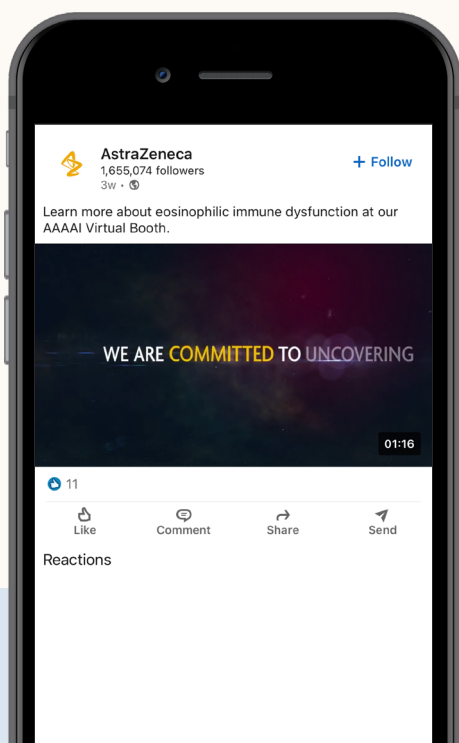 AstraZeneca
1,655,074 followers
3w •
+ Follow
Learn more about eosinophilic immune dysfunction at our
AAAAI Virtual Booth.
WE ARE COMMITTED TO UNCOVERING
01:16
11
Like
Comment
Share
Send
Reactions